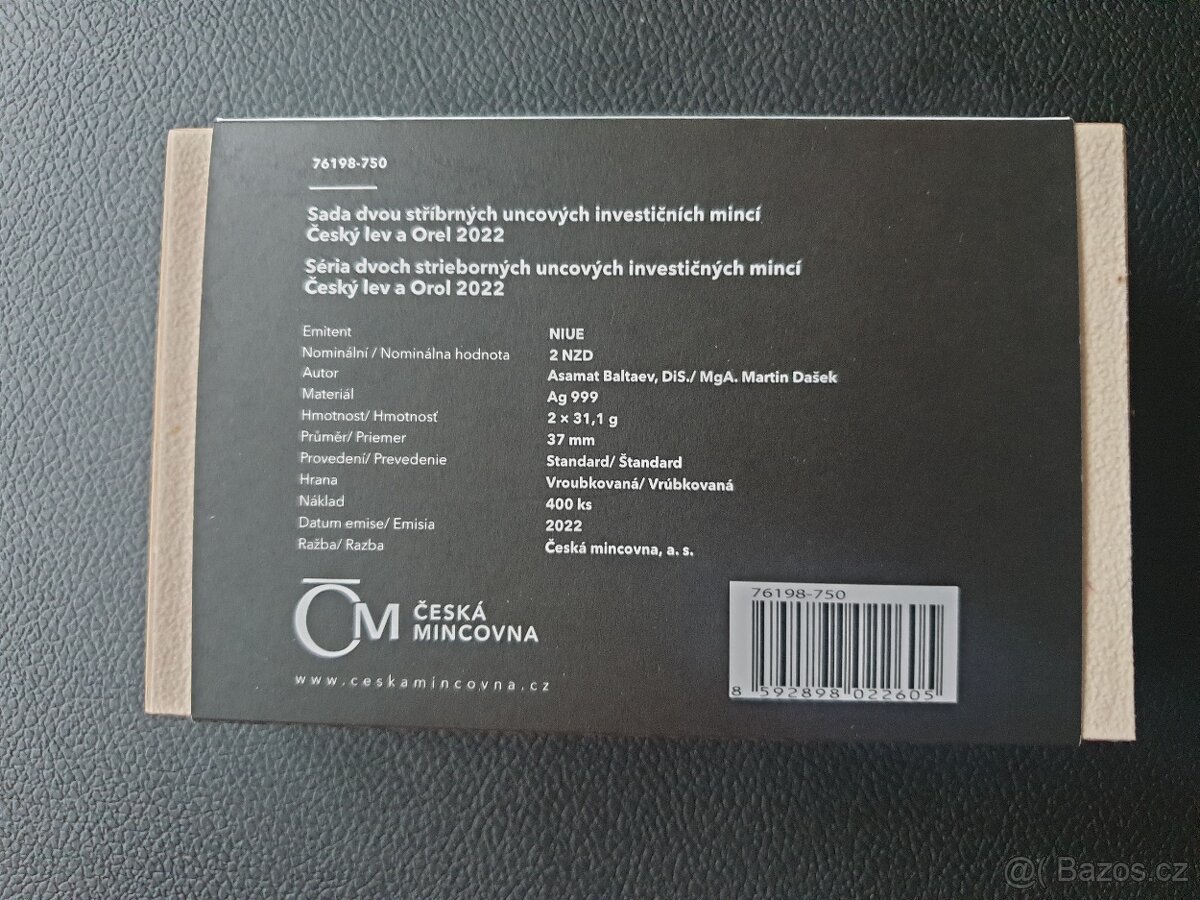 76198-750
Sada dvou stříbrných uncových investičních mincí
Český lev a Orel 2022
Séria dvoch strieborných uncových investičných mincí
Český lev a Orol 2022
Emitent NIUE
Nominální / Nominálna hodnota 2 NZD
Autor Asamat Baltaev, DiS./ MgA. Martin Dašek
Materiál Ag 999
Hmotnost/ Hmotnosť 2 × 31,1 g
Průměr/ Priemer 37 mm
Provedení/ Prevedenie Standard/ Štandard
Hrana Vroubkovaná/ Vrúbkovaná
Náklad 400 ks
Datum emise/ Emisia 2022
Ražba/ Razba Česká mincovna, a. s.
ČM ČESKÁ
MINCOVNA
www.ceskamincovna.cz
76198-750
8 592898 022605
@( Bazos.cz